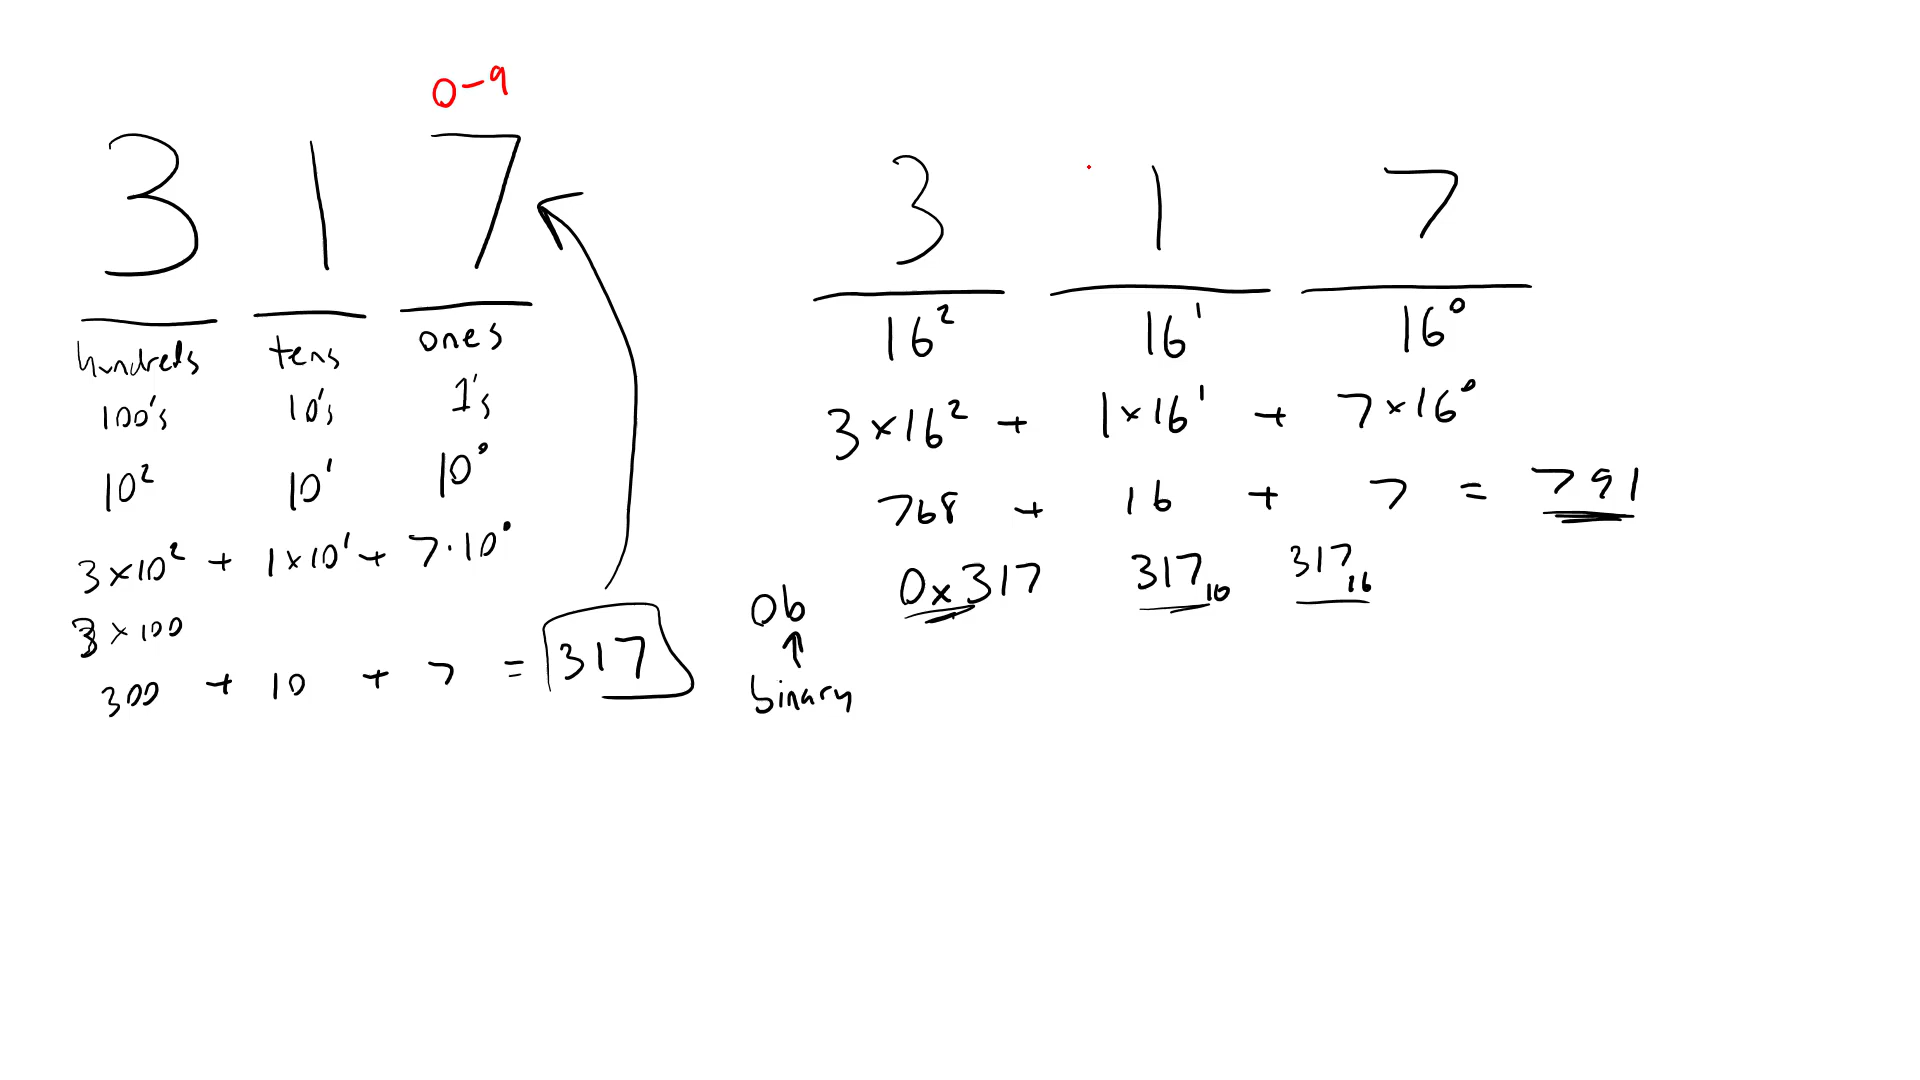 0-9
3 1 7
hundreds tens ones
100's 10's 1's
10² 10¹ 10⁰
3×10² + 1×10¹ + 7·10⁰
3 × 100
300 + 10 + 7 = 317
3 1 7
16² 16¹ 16⁰
3×16² + 1×16¹ + 7×16⁰
768 + 16 + 7 = 791
0x317 317₁₀ 317₁₆
0b
binary